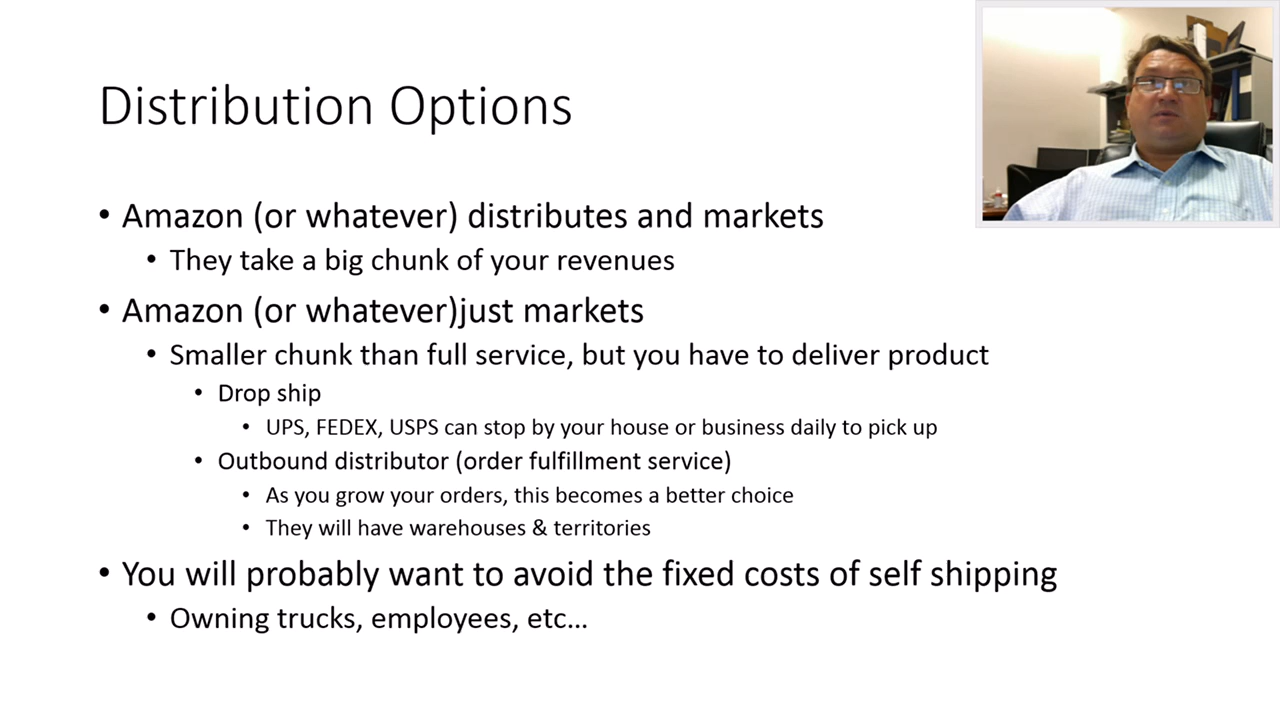 Distribution Options
• Amazon (or whatever) distributes and markets
• They take a big chunk of your revenues
• Amazon (or whatever)just markets
• Smaller chunk than full service, but you have to deliver product
• Drop ship
• UPS, FEDEX, USPS can stop by your house or business daily to pick up
• Outbound distributor (order fulfillment service)
• As you grow your orders, this becomes a better choice
• They will have warehouses & territories
• You will probably want to avoid the fixed costs of self shipping
• Owning trucks, employees, etc...